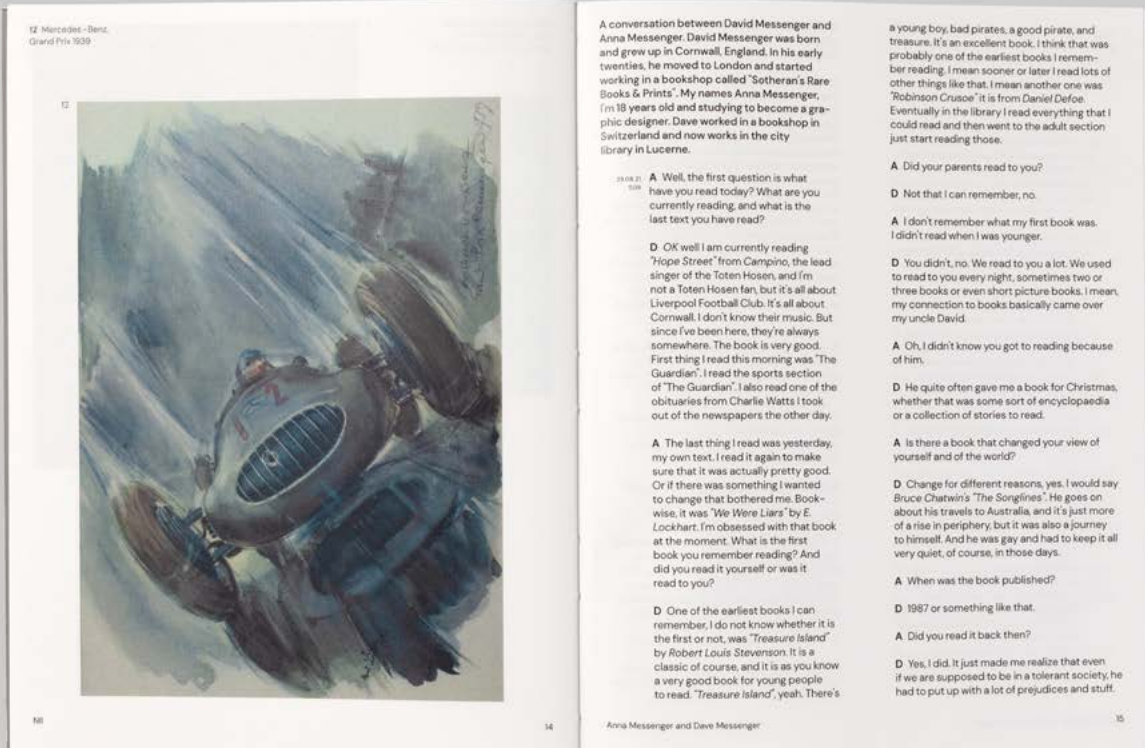 12 Mercedes-Benz,
Grand Prix 1939
12
2
14
A conversation between David Messenger and
Anna Messenger. David Messenger was born
and grew up in Cornwall, England. In his early
twenties, he moved to London and started
working in a bookshop called "Sotheran's Rare
Books & Prints". My names Anna Messenger,
I'm 18 years old and studying to become a gra-
phic designer. Dave worked in a bookshop in
Switzerland and now works in the city
library in Lucerne.
A Well, the first question is what
have you read today? What are you
currently reading, and what is the
last text you have read?
D OK well I am currently reading
"Hope Street" from Campino, the lead
singer of the Toten Hosen, and I'm
not a Toten Hosen fan, but it's all about
Liverpool Football Club. It's all about
Cornwall. I don't know their music. But
since I've been here, they're always
somewhere. The book is very good.
First thing I read this morning was "The
Guardian". I read the sports section
of "The Guardian". I also read one of the
obituaries from Charlie Watts I took
out of the newspapers the other day.
A The last thing I read was yesterday,
my own text. I read it again to make
sure that it was actually pretty good.
Or if there was something I wanted
to change that bothered me. Book-
wise, it was "We Were Liars" by E.
Lockhart. I'm obsessed with that book
at the moment. What is the first
book you remember reading? And
did you read it yourself or was it
read to you?
D One of the earliest books I can
remember, I do not know whether it is
the first or not, was "Treasure Island"
by Robert Louis Stevenson. It is a
classic of course, and it is as you know
a very good book for young people
to read. "Treasure Island", yeah. There's
a young boy, bad pirates, a good pirate, and
treasure. It's an excellent book. I think that was
probably one of the earliest books I remem-
ber reading. I mean sooner or later I read lots of
other things like that. I mean another one was
"Robinson Crusoe" it is from Daniel Defoe.
Eventually in the library I read everything that I
could read and then went to the adult section
just start reading those.
A Did your parents read to you?
D Not that I can remember, no.
A I don't remember what my first book was.
I didn't read when I was younger.
D You didn't, no. We read to you a lot. We used
to read to you every night, sometimes two or
three books or even short picture books. I mean,
my connection to books basically came over
my uncle David.
A Oh, I didn't know you got to reading because
of him.
D He quite often gave me a book for Christmas,
whether that was some sort of encyclopaedia
or a collection of stories to read.
A Is there a book that changed your view of
yourself and of the world?
D Change for different reasons, yes. I would say
Bruce Chatwin's "The Songlines". He goes on
about his travels to Australia, and it's just more
of a rise in periphery, but it was also a journey
to himself. And he was gay and had to keep it all
very quiet, of course, in those days.
A When was the book published?
D 1987 or something like that.
A Did you read it back then?
D Yes, I did. It just made me realize that even
if we are supposed to be in a tolerant society, he
had to put up with a lot of prejudices and stuff.
Anna Messenger and Dave Messenger
15